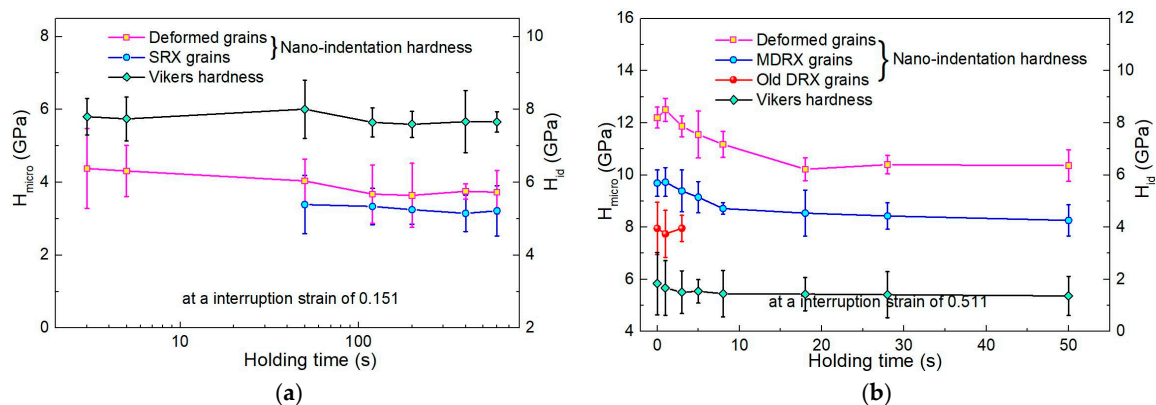 8
6
4
2
0
H_micro (GPa)
Deformed grains
SRX grains
Vikers hardness
Nano-indentation hardness
at a interruption strain of 0.151
10
8
6
4
2
H_id (GPa)
10 100
Holding time (s)
(a)
16
14
12
10
8
6
4
H_micro (GPa)
Deformed grains
MDRX grains
Old DRX grains
Vikers hardness
Nano-indentation hardness
at a interruption strain of 0.511
12
10
8
6
4
2
0
H_id (GPa)
0 10 20 30 40 50
Holding time (s)
(b)